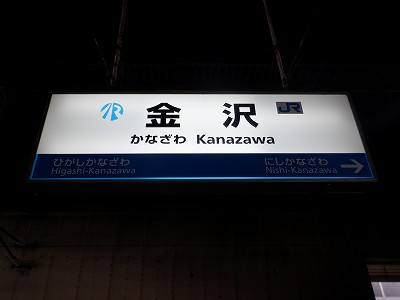 IR 金沢 JR
かなざわ Kanazawa
ひがしかなざわ にしかなざわ
Higashi-Kanazawa Nishi-Kanazawa